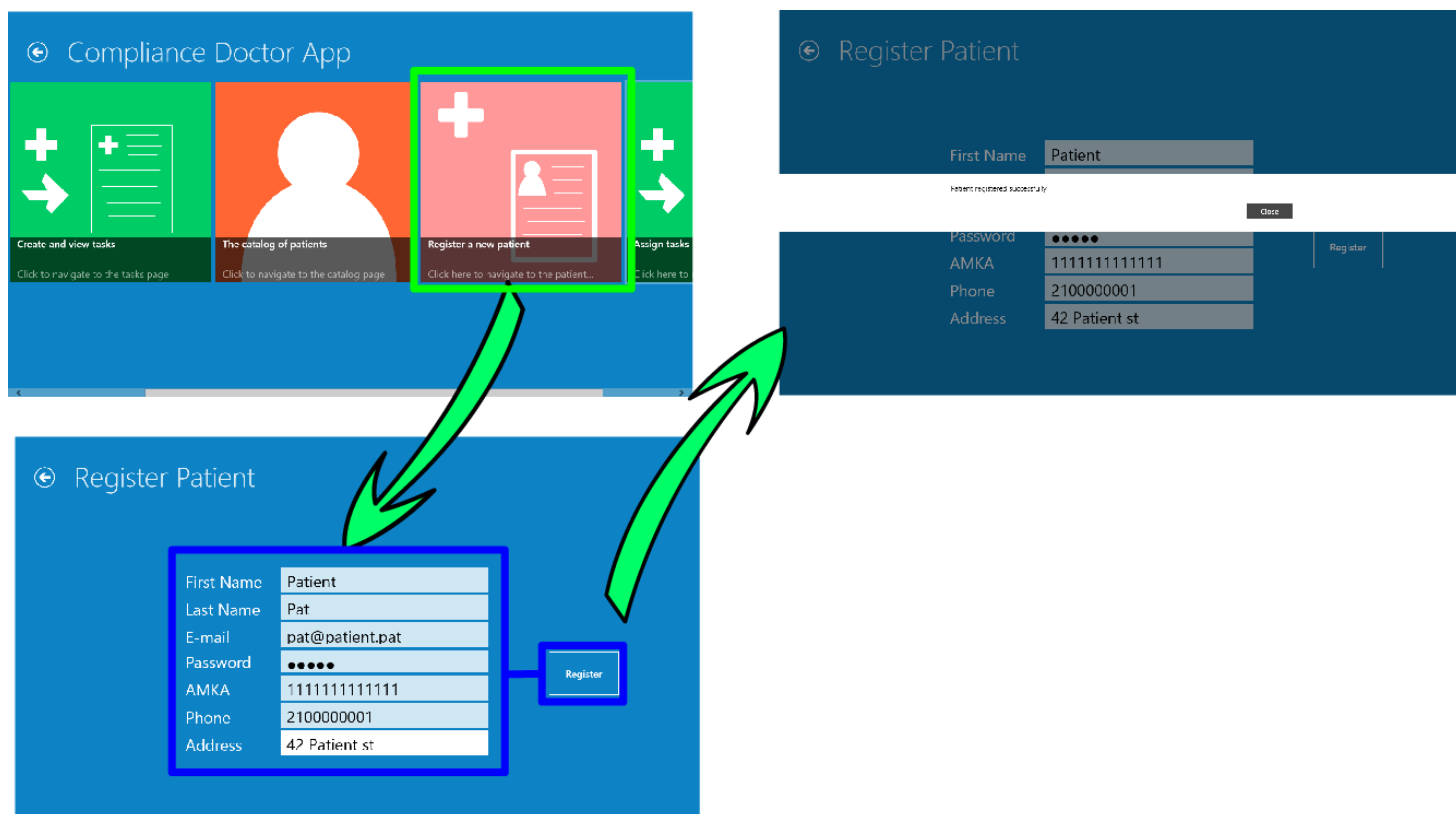 Compliance Doctor App
Create and view tasks
Click to navigate to the tasks page
The catalog of patients
Click to navigate to the catalog page
Register a new patient
Click here to navigate to the patient...
Assign tasks
Click here to
Register Patient
First Name Patient
Last Name Pat
E-mail pat@patient.pat
Password ●●●●●
AMKA 1111111111111
Phone 2100000001
Address 42 Patient st
Register
Register Patient
First Name Patient
Patient registered successfully
Close
Password ●●●●●
AMKA 1111111111111
Phone 2100000001
Address 42 Patient st
Register